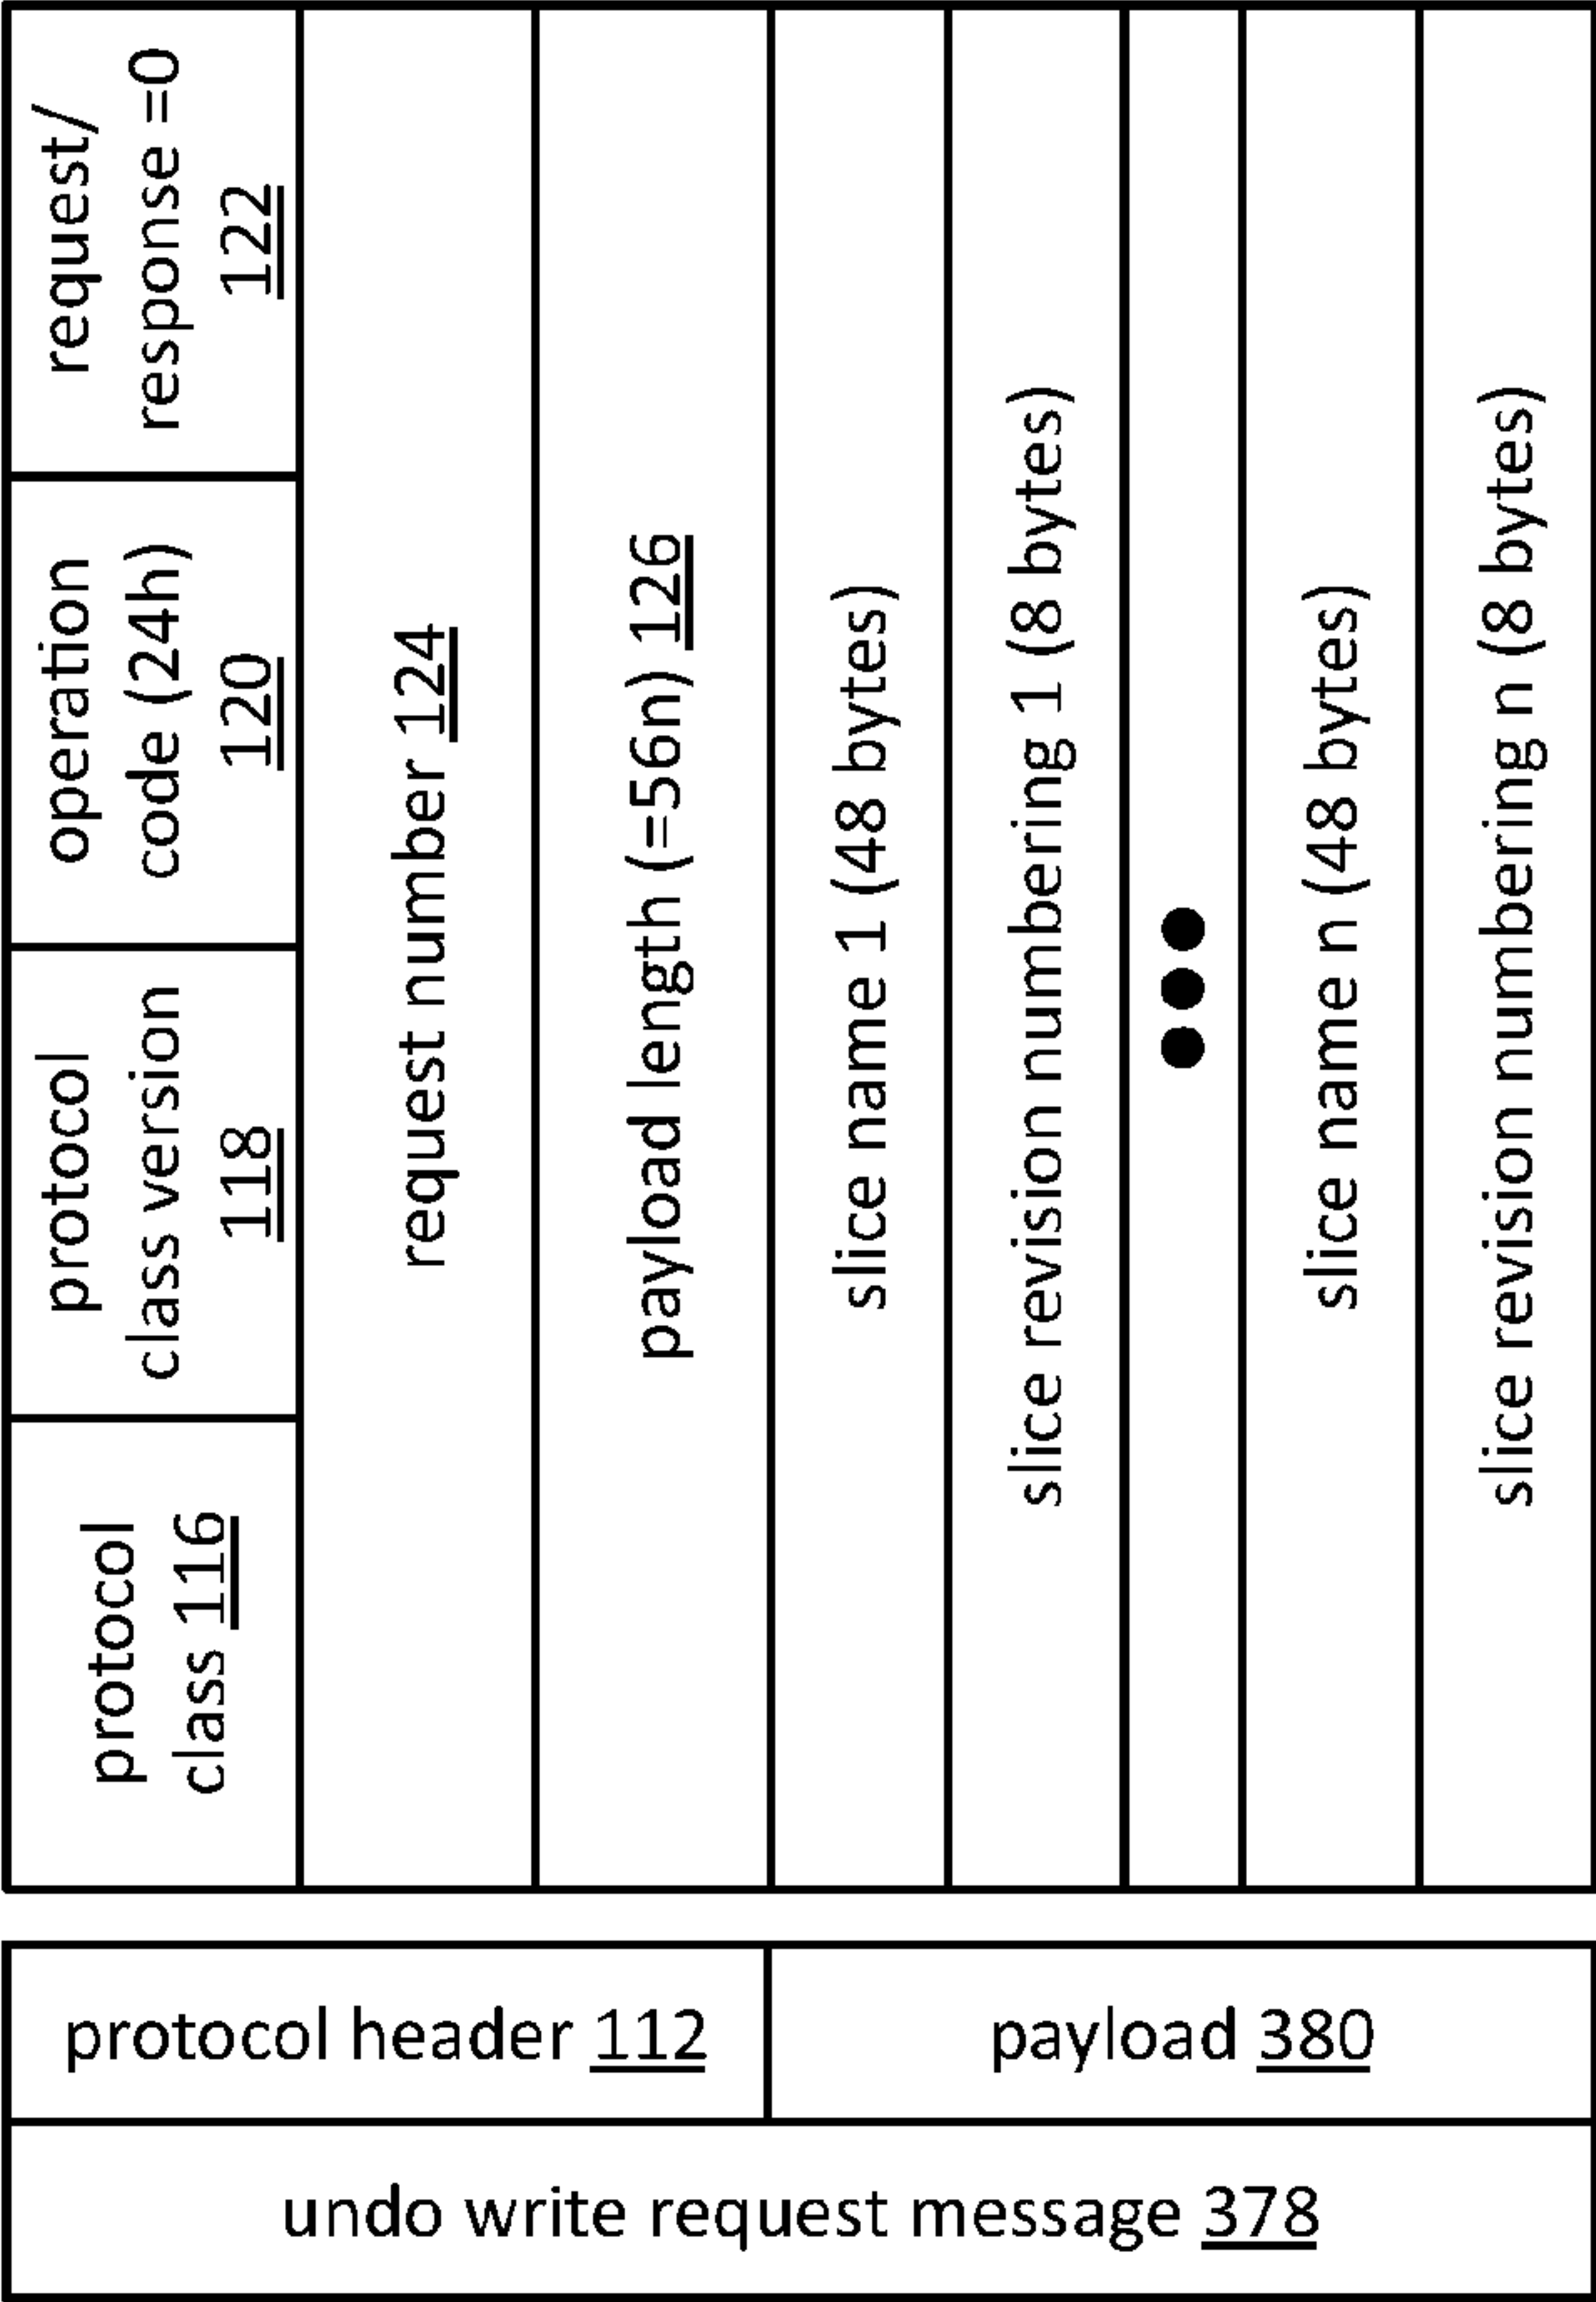 undo write request message 378
protocol header 112
payload 380
protocol
class 116
protocol
class version
118
operation
code (24h)
120
request/
response =0
122
request number 124
payload length (=56n) 126
slice name 1 (48 bytes)
slice revision numbering 1 (8 bytes)
slice name n (48 bytes)
slice revision numbering n (8 bytes)